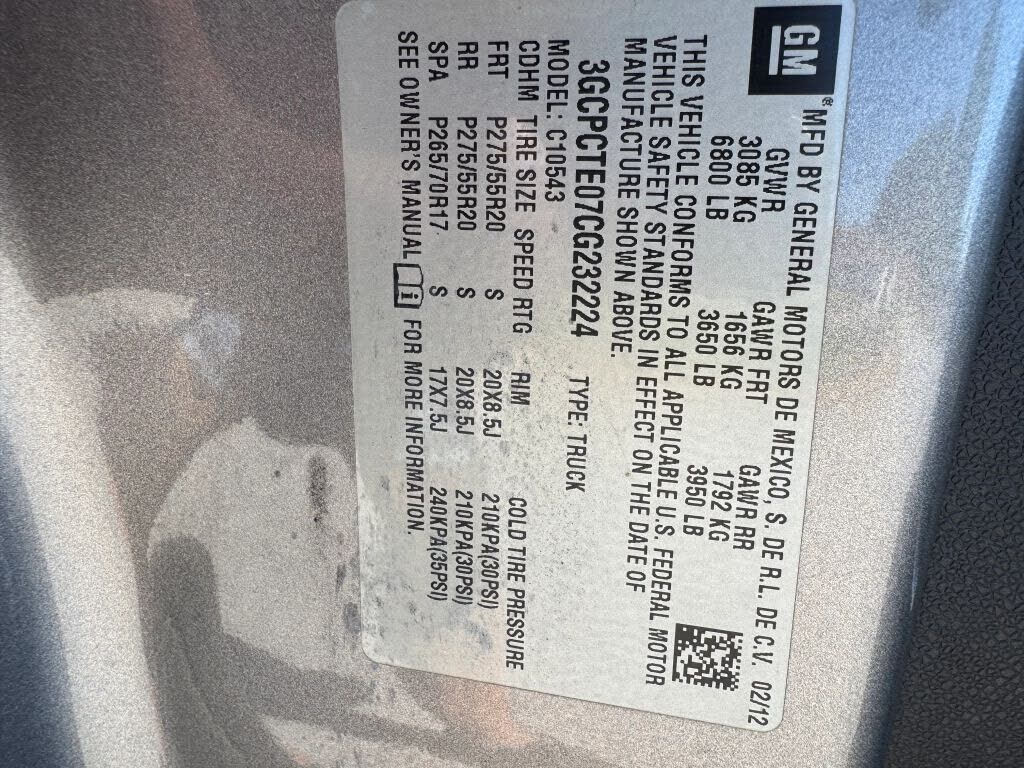 GM
MFD BY GENERAL MOTORS DE MEXICO, S. DE R.L. DE C.V. 02/12
GVWR GAWR FRT GAWR RR
3085 KG 1656 KG 1792 KG
6800 LB 3650 LB 3950 LB
THIS VEHICLE CONFORMS TO ALL APPLICABLE U.S. FEDERAL MOTOR
VEHICLE SAFETY STANDARDS IN EFFECT ON THE DATE OF
MANUFACTURE SHOWN ABOVE.
3GCPCTE07CG232224 TYPE: TRUCK
MODEL: C10543
CDHM TIRE SIZE SPEED RTG RIM COLD TIRE PRESSURE
FRT P275/55R20 S 20X8.5J 210KPA(30PSI)
RR P275/55R20 S 20X8.5J 210KPA(30PSI)
SPA P265/70R17 S 17X7.5J 240KPA(35PSI)
SEE OWNER'S MANUAL i FOR MORE INFORMATION.